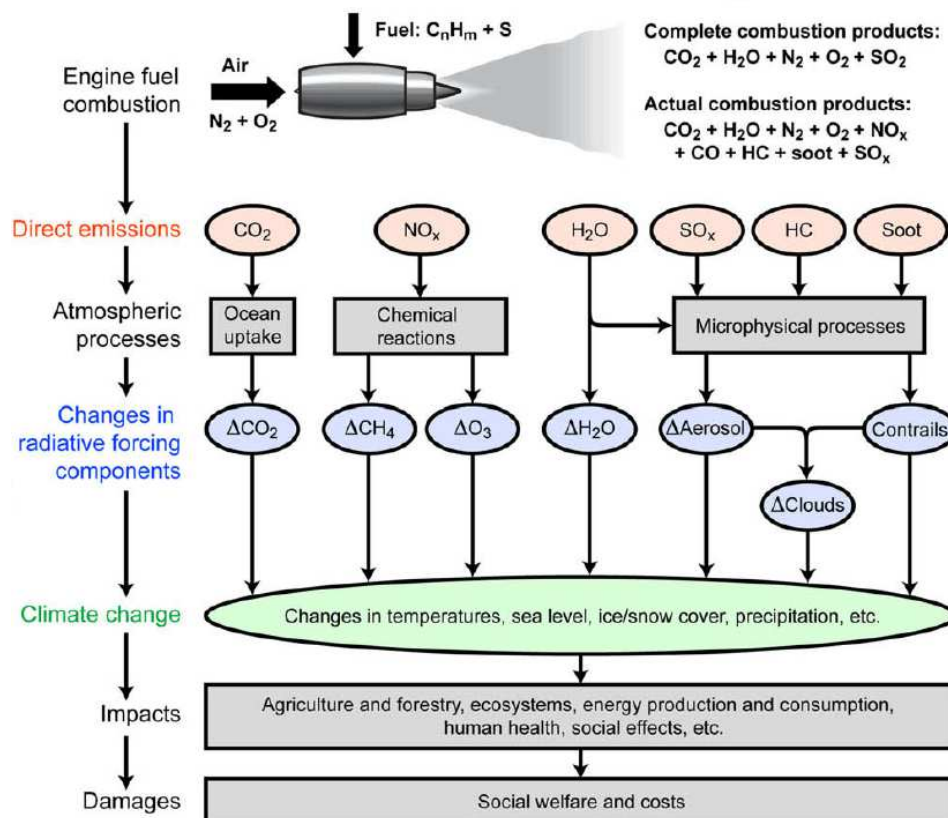 Fuel: CₙHₘ + S
Air
N₂ + O₂
Complete combustion products:
CO₂ + H₂O + N₂ + O₂ + SO₂
Actual combustion products:
CO₂ + H₂O + N₂ + O₂ + NOₓ
+ CO + HC + soot + SOₓ
Engine fuel
combustion
Direct emissions
CO₂
NOₓ
H₂O
SOₓ
HC
Soot
Atmospheric
processes
Ocean
uptake
Chemical
reactions
Microphysical processes
Changes in
radiative forcing
components
ΔCO₂
ΔCH₄
ΔO₃
ΔH₂O
ΔAerosol
Contrails
ΔClouds
Climate change
Changes in temperatures, sea level, ice/snow cover, precipitation, etc.
Impacts
Agriculture and forestry, ecosystems, energy production and consumption,
human health, social effects, etc.
Damages
Social welfare and costs